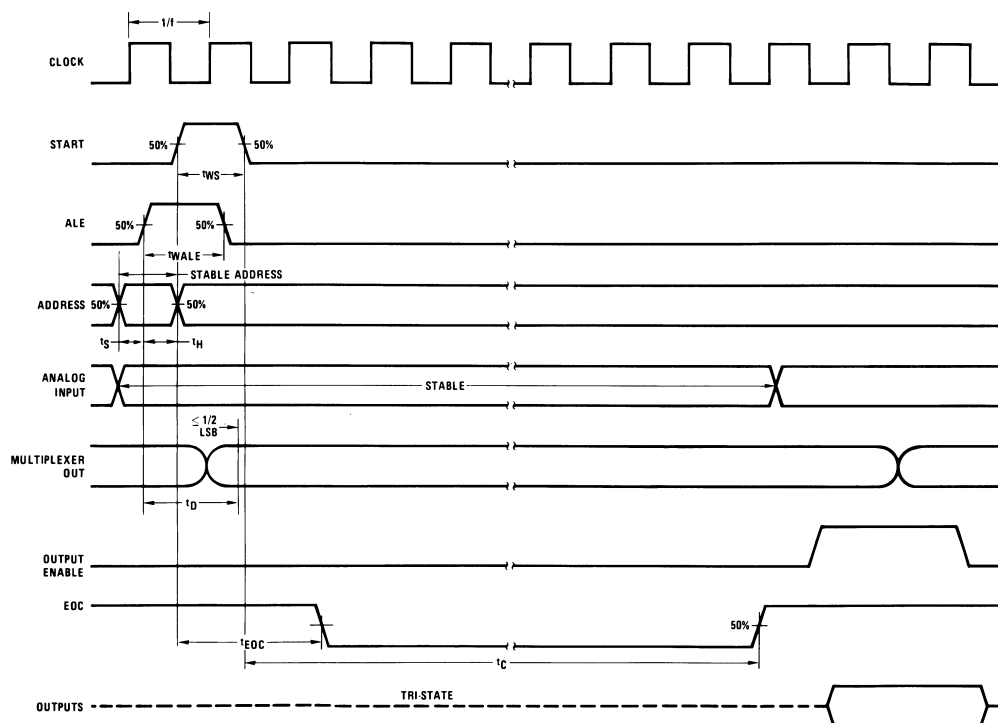 1/f
CLOCK
START
50%
50%
tWS
ALE
50%
50%
tWALE
STABLE ADDRESS
ADDRESS
50%
50%
tS
tH
ANALOG
INPUT
STABLE
≤ 1/2
LSB
MULTIPLEXER
OUT
tD
OUTPUT
ENABLE
EOC
50%
tEOC
tC
TRI-STATE
OUTPUTS